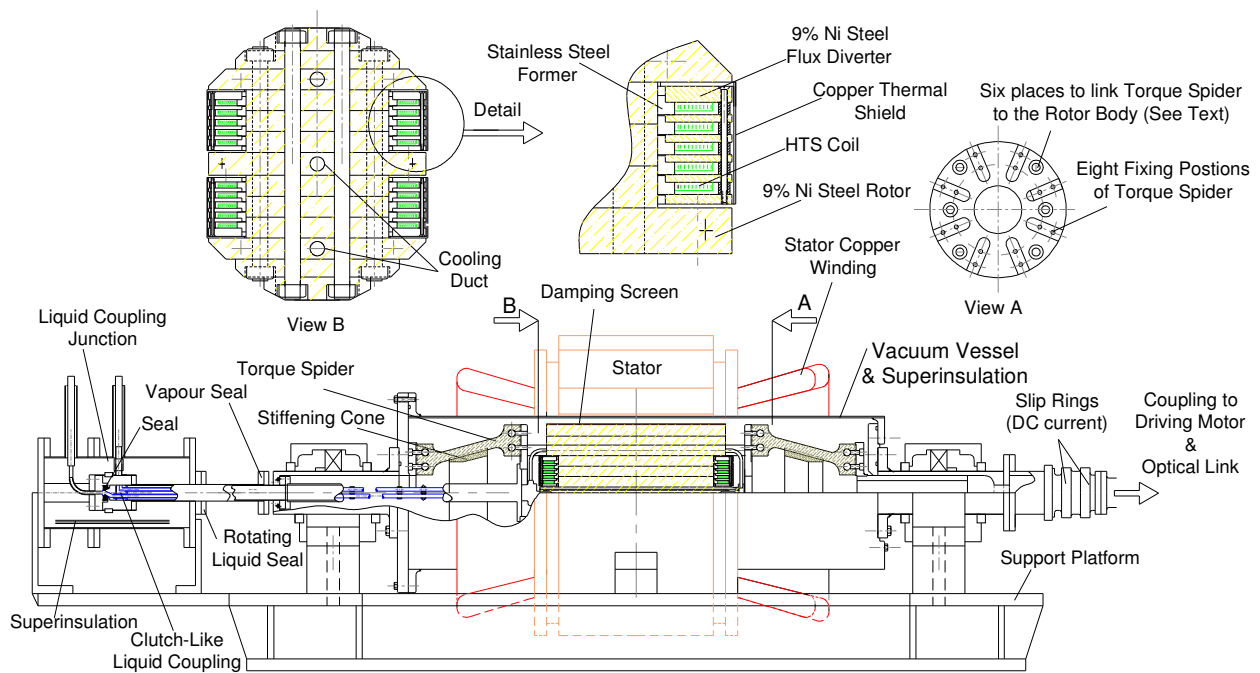 9% Ni Steel
Flux Diverter
Stainless Steel
Former
Copper Thermal
Shield
Detail
HTS Coil
9% Ni Steel Rotor
Six places to link Torque Spider
to the Rotor Body (See Text)
Eight Fixing Postions
of Torque Spider
Cooling
Duct
Stator Copper
Winding
View B
View A
Damping Screen
B
A
Liquid Coupling
Junction
Vapour Seal
Seal
Torque Spider
Stiffening Cone
Stator
Vacuum Vessel
& Superinsulation
Slip Rings
(DC current)
Coupling to
Driving Motor
&
Optical Link
Rotating
Liquid Seal
Support Platform
Superinsulation
Clutch-Like
Liquid Coupling